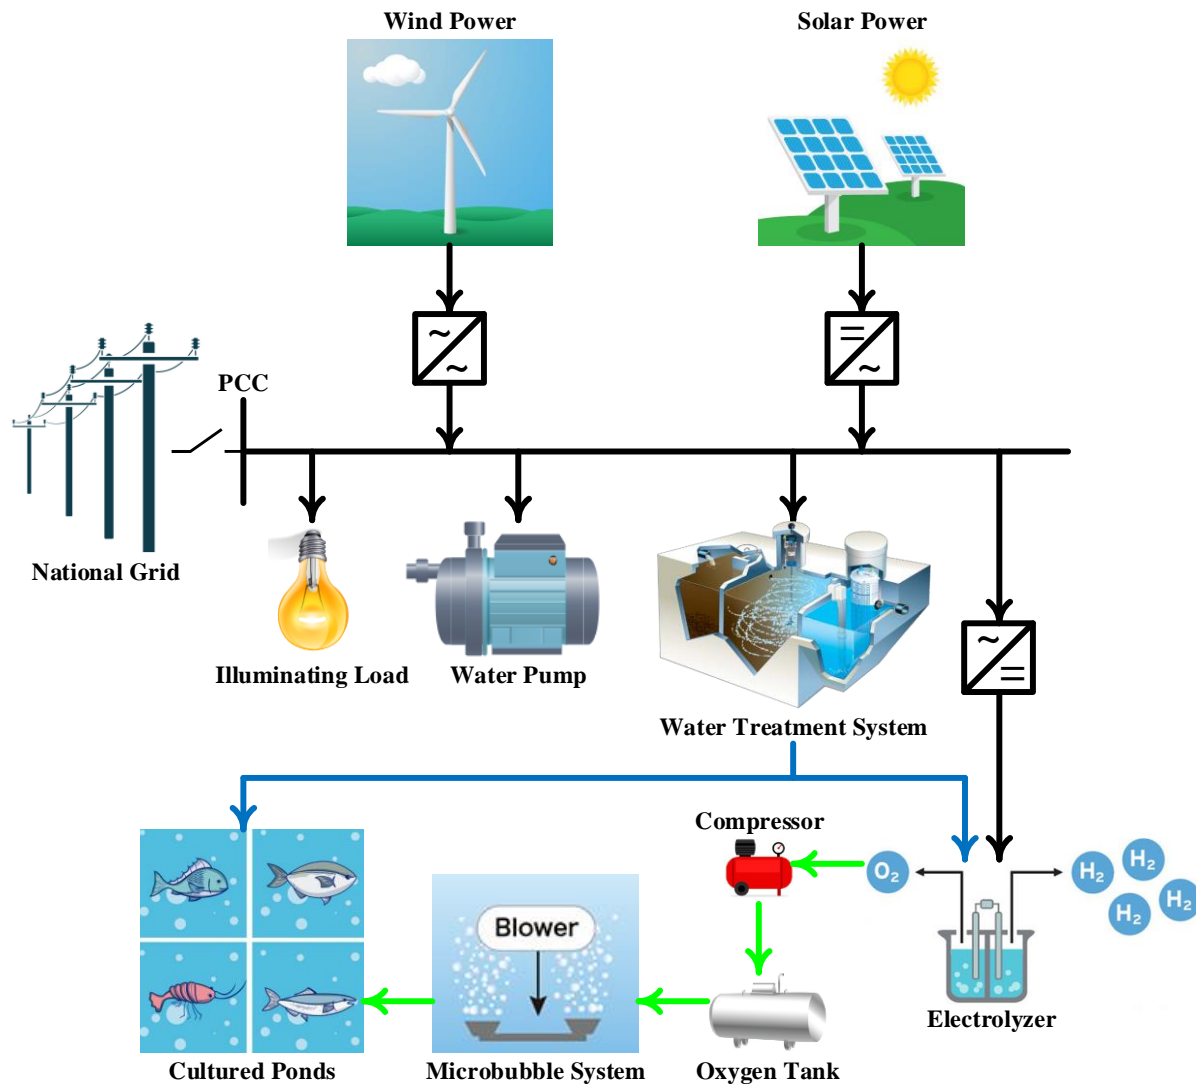 Wind Power
Solar Power
~
~
=
~
PCC
National Grid
~
=
Illuminating Load
Water Pump
Water Treatment System
Compressor
O2
H2
H2
H2
H2
Blower
Electrolyzer
Cultured Ponds
Microbubble System
Oxygen Tank